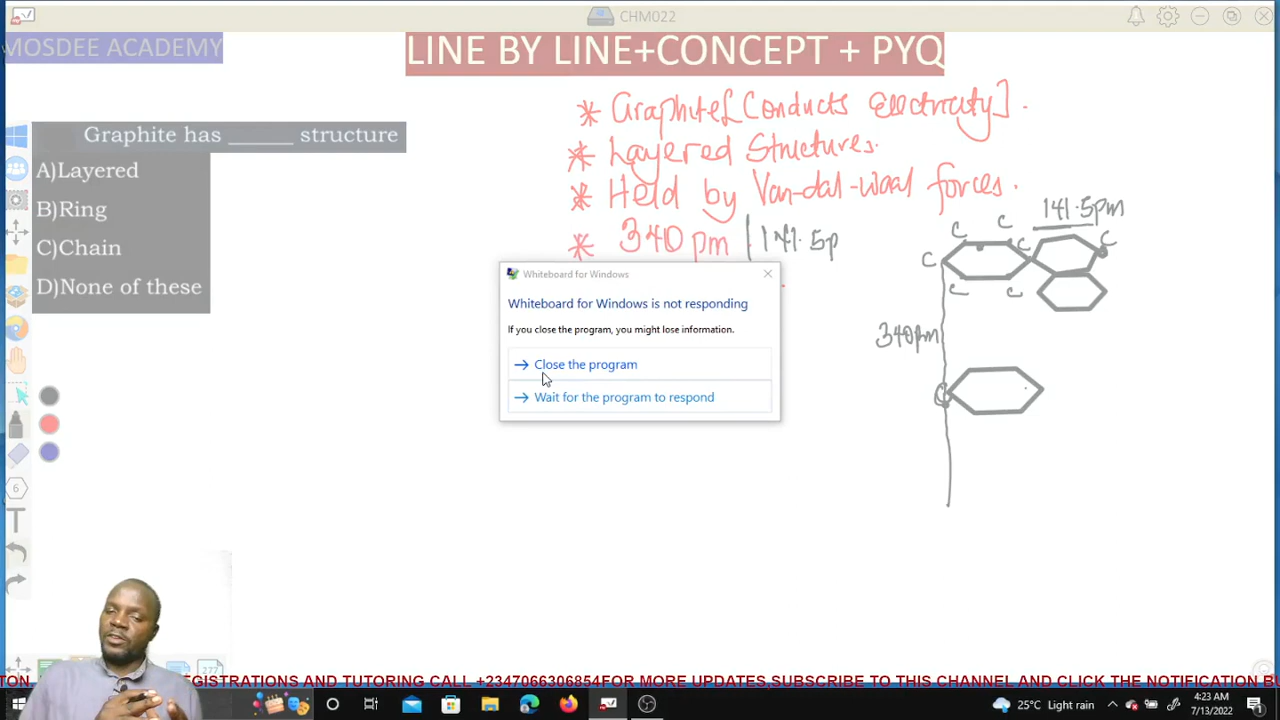 CHM022
MOSDEE ACADEMY
LINE BY LINE+CONCEPT + PYQ
Graphite has ______ structure
A)Layered
B)Ring
C)Chain
D)None of these
* Graphite[Conducts Electricity].
* Layered Structures.
* Held by Van-dal-waal forces.
* 340 pm | 141.5p
141.5pm
C C C C
C
C C
340pm
C
Whiteboard for Windows
Whiteboard for Windows is not responding
If you close the program, you might lose information.
Close the program
Wait for the program to respond
6
T
277
TON. EGISTRATIONS AND TUTORING CALL +2347066306854FOR MORE UPDATES,SUBSCRIBE TO THIS CHANNEL AND CLICK THE NOTIFICATION BU
25°C Light rain
4:23 AM
7/13/2022